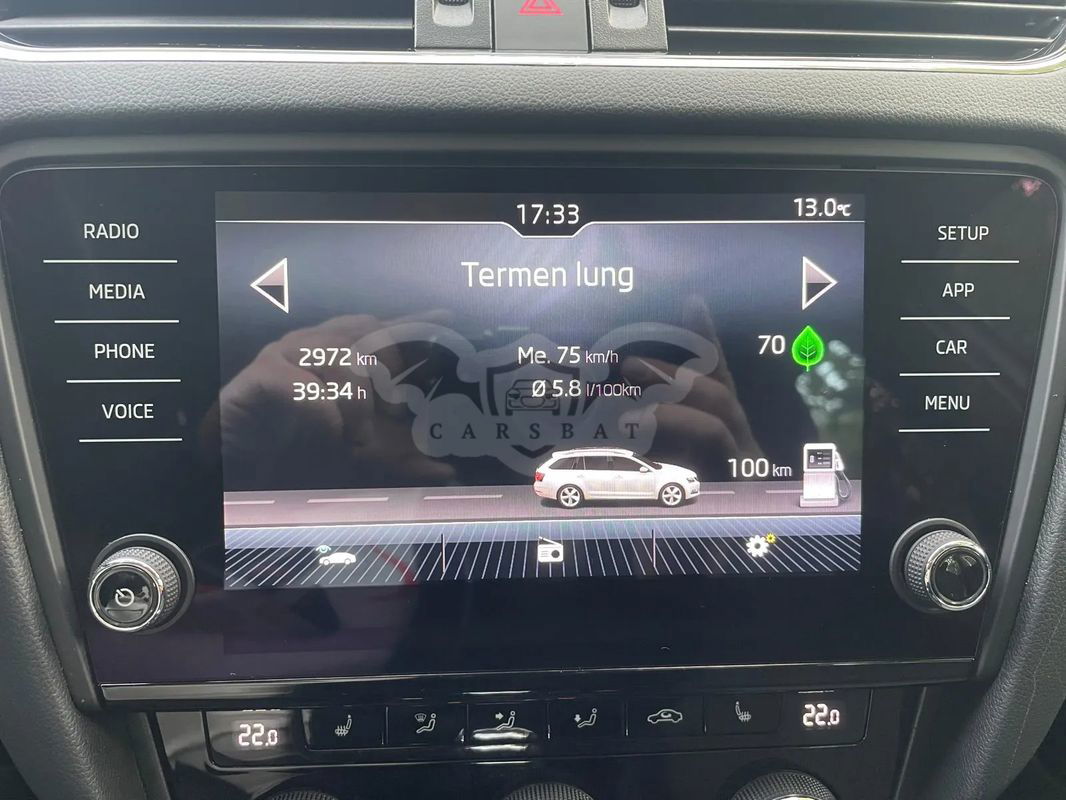 17:33
13.0°C
RADIO
MEDIA
PHONE
VOICE
SETUP
APP
CAR
MENU
Termen lung
2972 km
39:34 h
Me. 75 km/h
Ø 5.8 l/100km
70
CARSBAT
100 km
22.0
22.0